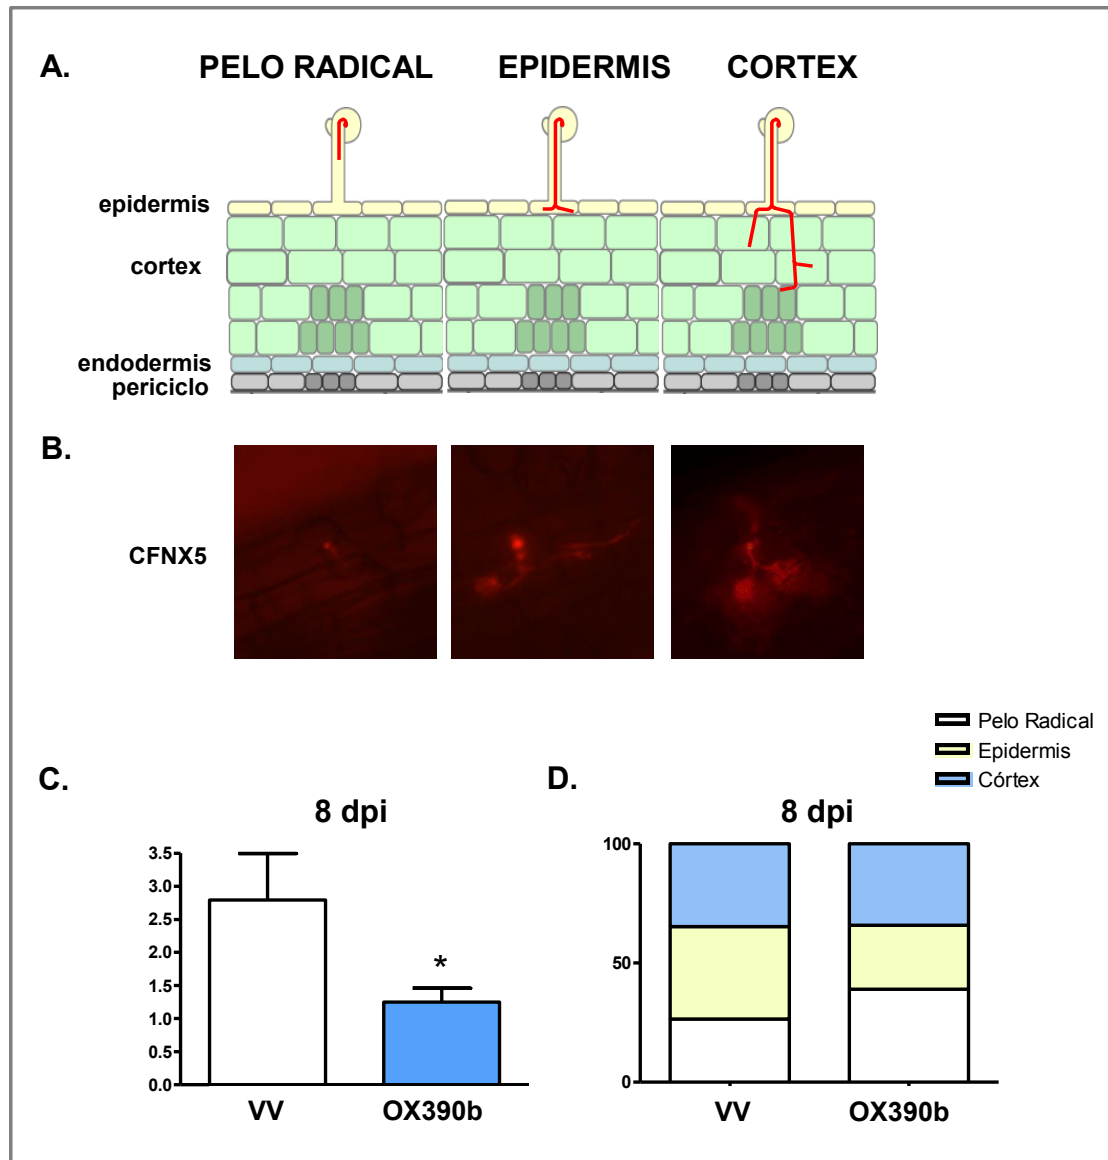 A.
PELO RADICAL EPIDERMIS CORTEX
epidermis
cortex
endodermis
periciclo
B.
CFNX5
Pelo Radical
Epidermis
Córtex
C.
8 dpi
3.5
3.0
2.5
2.0
1.5
1.0
0.5
0.0
*
VV OX390b
D.
8 dpi
100
50
0
VV OX390b